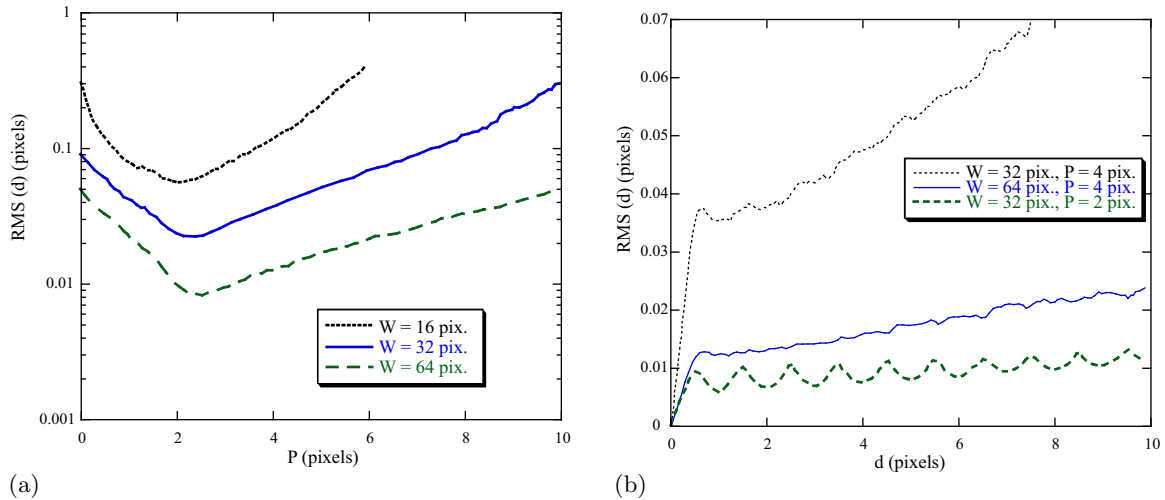 1
0.1
0.01
0.001
RMS (d) (pixels)
W = 16 pix.
W = 32 pix.
W = 64 pix.
0 2 4 6 8 10
P (pixels)
(a)
0.07
0.06
0.05
0.04
0.03
0.02
0.01
0
RMS (d) (pixels)
W = 32 pix., P = 4 pix.
W = 64 pix., P = 4 pix.
W = 32 pix., P = 2 pix.
0 2 4 6 8 10
d (pixels)
(b)